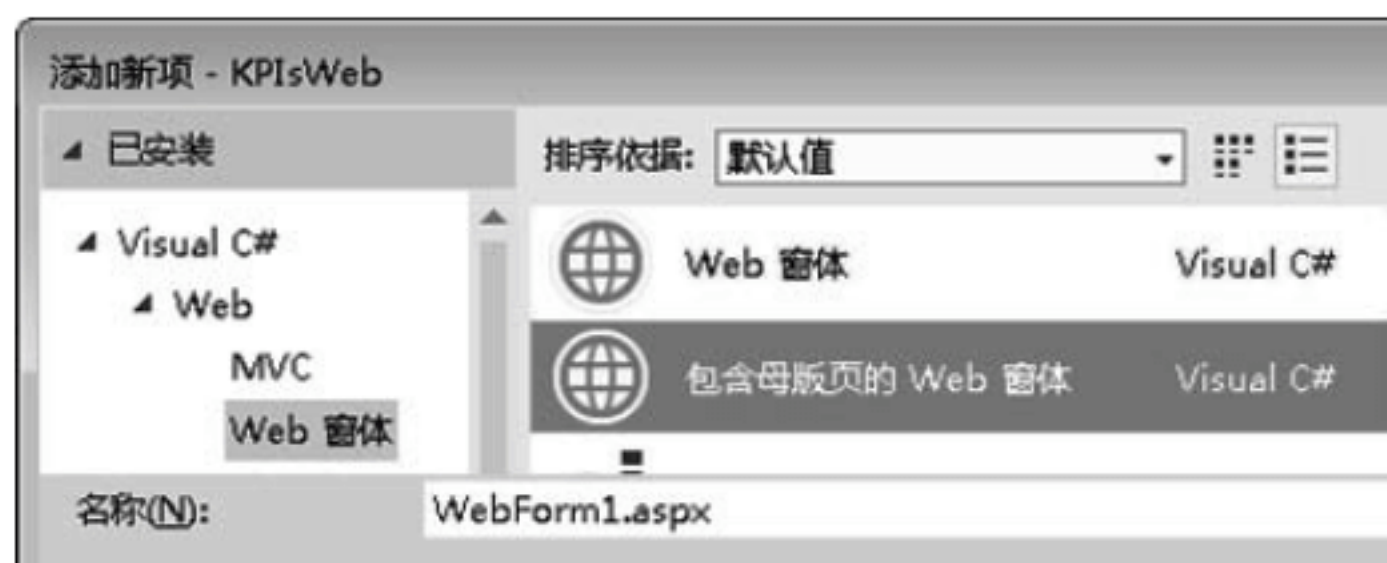 添加新项 - KPIsWeb
已安装
排序依据: 默认值
Visual C#
Web
MVC
Web 窗体
Web 窗体 Visual C#
包含母版页的 Web 窗体 Visual C#
名称(N): WebForm1.aspx